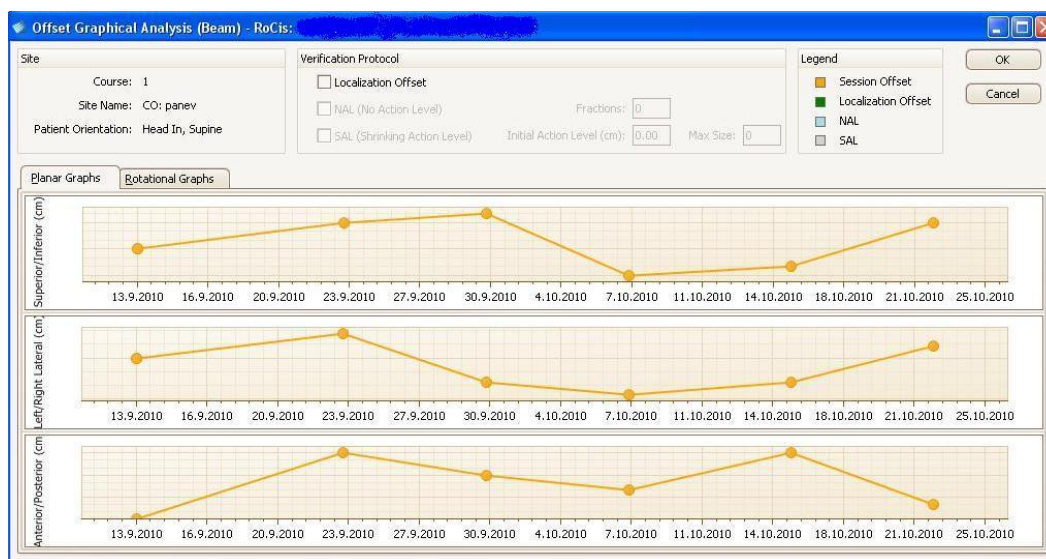 Offset Graphical Analysis (Beam) - RoCis:
Site
Course: 1
Site Name: CO: panev
Patient Orientation: Head In, Supine
Verification Protocol
Localization Offset
NAL (No Action Level) Fractions: 0
SAL (Shrinking Action Level) Initial Action Level (cm): 0.00 Max Size: 0
Legend
Session Offset
Localization Offset
NAL
SAL
OK
Cancel
Planar Graphs Rotational Graphs
Superior/Inferior (cm)
13.9.2010 16.9.2010 20.9.2010 23.9.2010 27.9.2010 30.9.2010 4.10.2010 7.10.2010 11.10.2010 14.10.2010 18.10.2010 21.10.2010 25.10.2010
Left/Right Lateral (cm)
13.9.2010 16.9.2010 20.9.2010 23.9.2010 27.9.2010 30.9.2010 4.10.2010 7.10.2010 11.10.2010 14.10.2010 18.10.2010 21.10.2010 25.10.2010
Anterior/Posterior (cm
13.9.2010 16.9.2010 20.9.2010 23.9.2010 27.9.2010 30.9.2010 4.10.2010 7.10.2010 11.10.2010 14.10.2010 18.10.2010 21.10.2010 25.10.2010